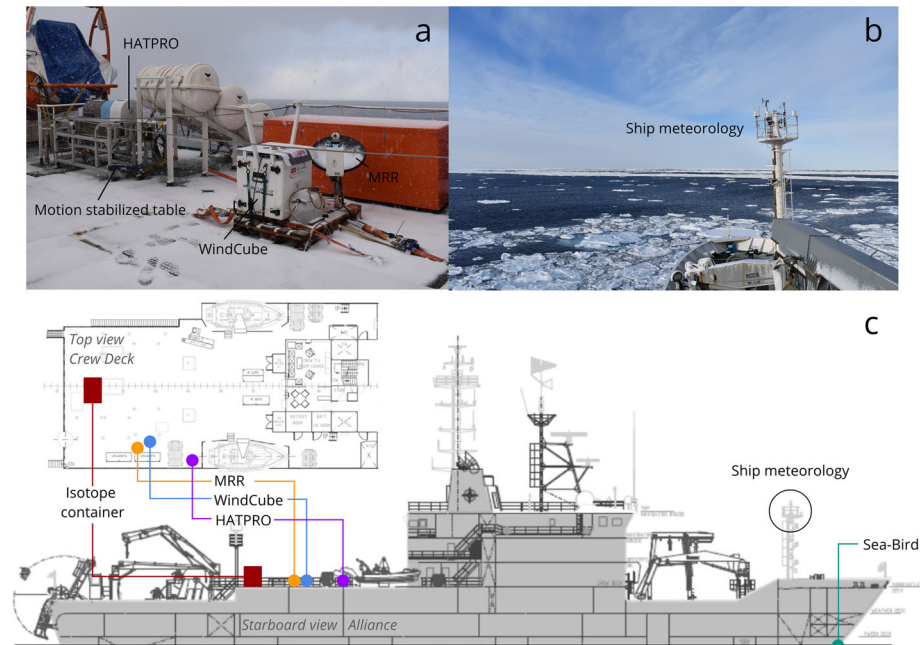 a
HATPRO
MRR
Motion stabilized table
WindCube
b
Ship meteorology
c
Top view
Crew Deck
MRR
WindCube
HATPRO
Isotope
container
Ship meteorology
Sea-Bird
Starboard view
Alliance